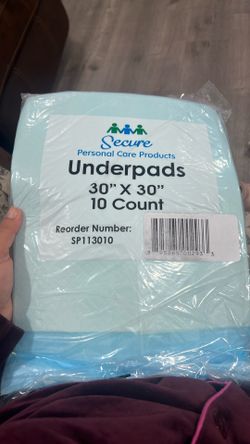 Secure
Personal Care Products
Underpads
30" X 30"
10 Count
Reorder Number:
SP113010